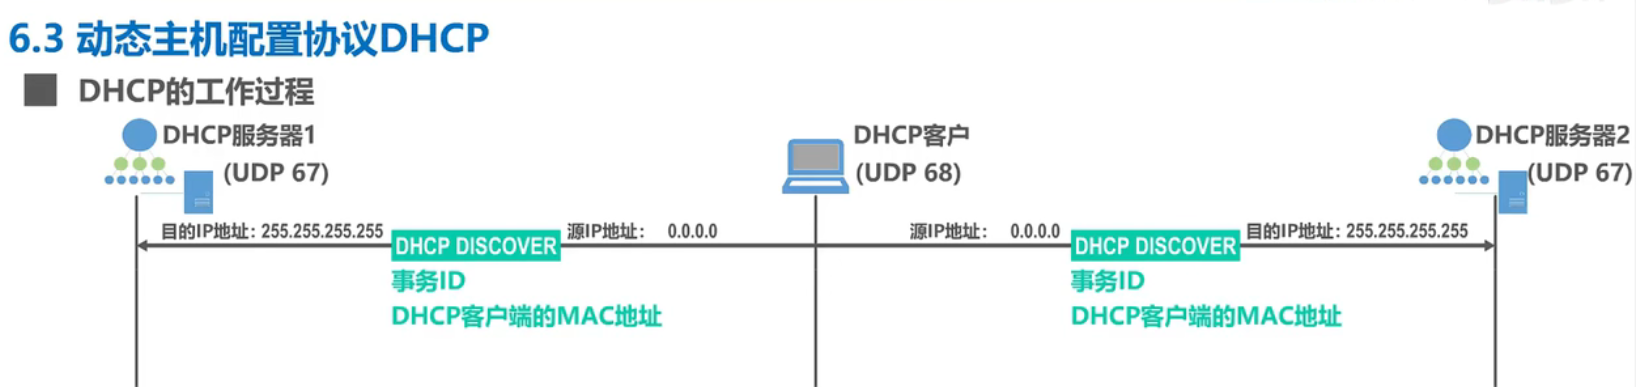 6.3 动态主机配置协议DHCP
DHCP的工作过程
DHCP服务器1
(UDP 67)
DHCP客户
(UDP 68)
DHCP服务器2
(UDP 67)
目的IP地址：255.255.255.255 DHCP DISCOVER 源IP地址： 0.0.0.0
源IP地址： 0.0.0.0 DHCP DISCOVER 目的IP地址：255.255.255.255
事务ID
DHCP客户端的MAC地址
事务ID
DHCP客户端的MAC地址